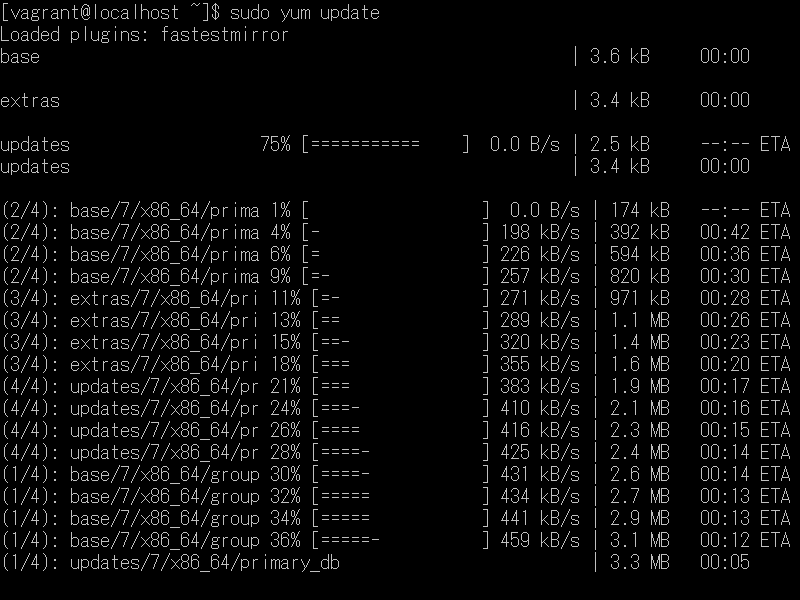 [vagrant@localhost ~]$ sudo yum update
Loaded plugins: fastestmirror
base | 3.6 kB 00:00
extras | 3.4 kB 00:00
updates 75% [=========== ] 0.0 B/s | 2.5 kB --:-- ETA
updates | 3.4 kB 00:00
(2/4): base/7/x86_64/prima 1% [ ] 0.0 B/s | 174 kB --:-- ETA
(2/4): base/7/x86_64/prima 4% [- ] 198 kB/s | 392 kB 00:42 ETA
(2/4): base/7/x86_64/prima 6% [= ] 226 kB/s | 594 kB 00:36 ETA
(2/4): base/7/x86_64/prima 9% [=- ] 257 kB/s | 820 kB 00:30 ETA
(3/4): extras/7/x86_64/pri 11% [=- ] 271 kB/s | 971 kB 00:28 ETA
(3/4): extras/7/x86_64/pri 13% [== ] 289 kB/s | 1.1 MB 00:26 ETA
(3/4): extras/7/x86_64/pri 15% [==- ] 320 kB/s | 1.4 MB 00:23 ETA
(3/4): extras/7/x86_64/pri 18% [=== ] 355 kB/s | 1.6 MB 00:20 ETA
(4/4): updates/7/x86_64/pr 21% [=== ] 383 kB/s | 1.9 MB 00:17 ETA
(4/4): updates/7/x86_64/pr 24% [===- ] 410 kB/s | 2.1 MB 00:16 ETA
(4/4): updates/7/x86_64/pr 26% [==== ] 416 kB/s | 2.3 MB 00:15 ETA
(4/4): updates/7/x86_64/pr 28% [====- ] 425 kB/s | 2.4 MB 00:14 ETA
(1/4): base/7/x86_64/group 30% [====- ] 431 kB/s | 2.6 MB 00:14 ETA
(1/4): base/7/x86_64/group 32% [===== ] 434 kB/s | 2.7 MB 00:13 ETA
(1/4): base/7/x86_64/group 34% [===== ] 441 kB/s | 2.9 MB 00:13 ETA
(1/4): base/7/x86_64/group 36% [=====- ] 459 kB/s | 3.1 MB 00:12 ETA
(1/4): updates/7/x86_64/primary_db | 3.3 MB 00:05